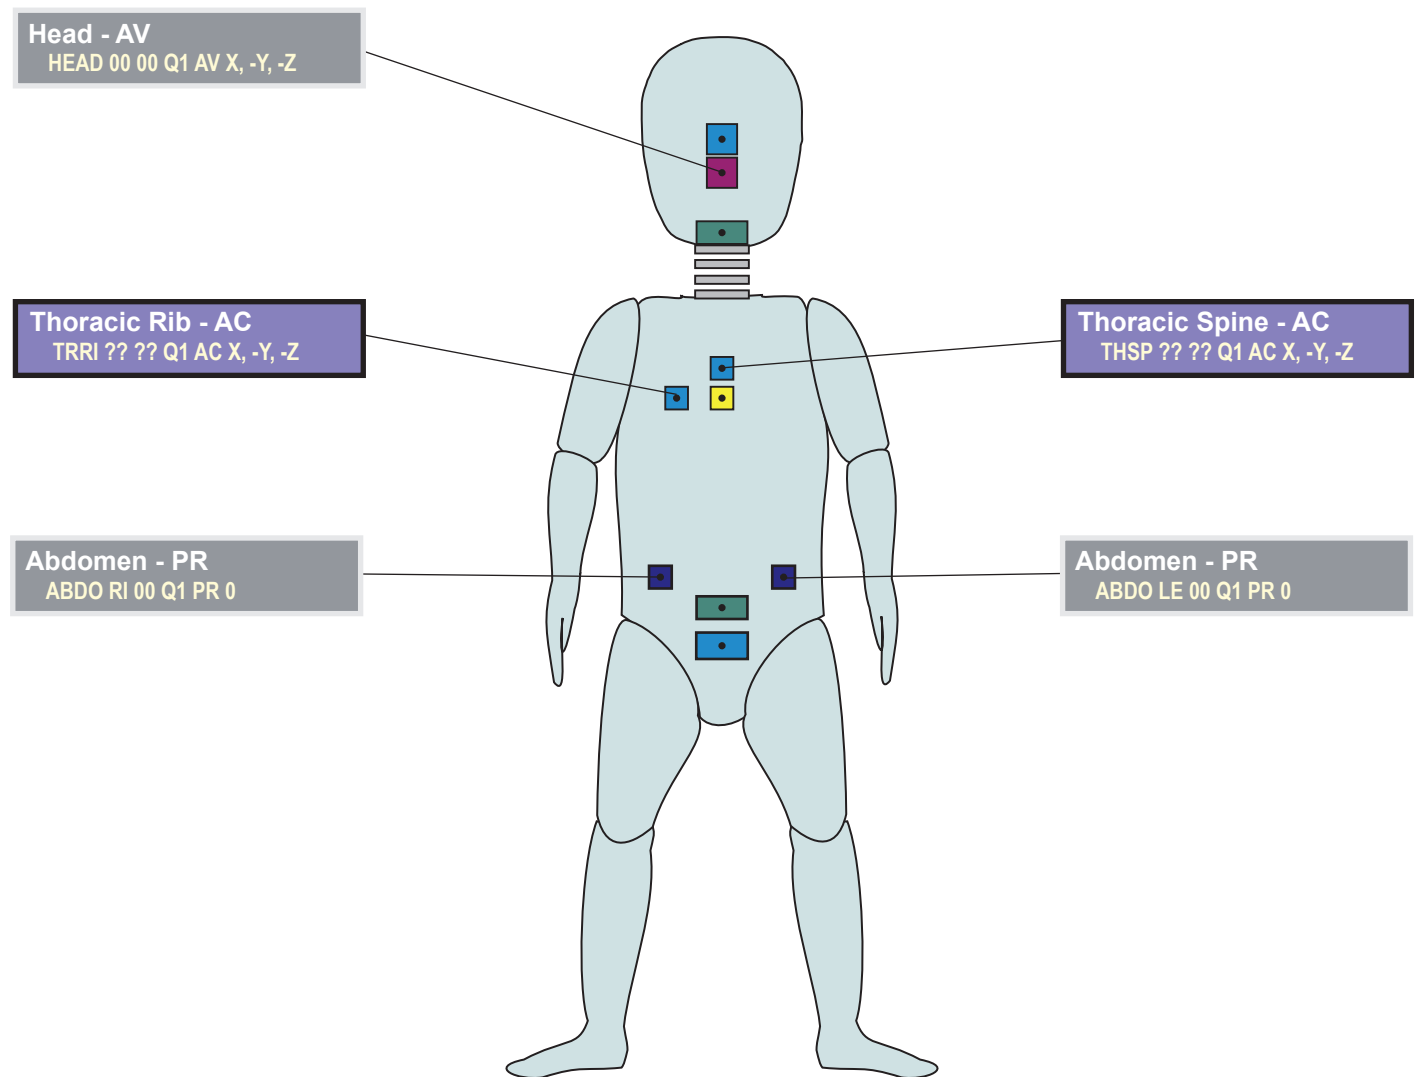 Head - AV
HEAD 00 00 Q1 AV X, -Y, -Z
Thoracic Rib - AC
TRRI ?? ?? Q1 AC X, -Y, -Z
Thoracic Spine - AC
THSP ?? ?? Q1 AC X, -Y, -Z
Abdomen - PR
ABDO RI 00 Q1 PR 0
Abdomen - PR
ABDO LE 00 Q1 PR 0